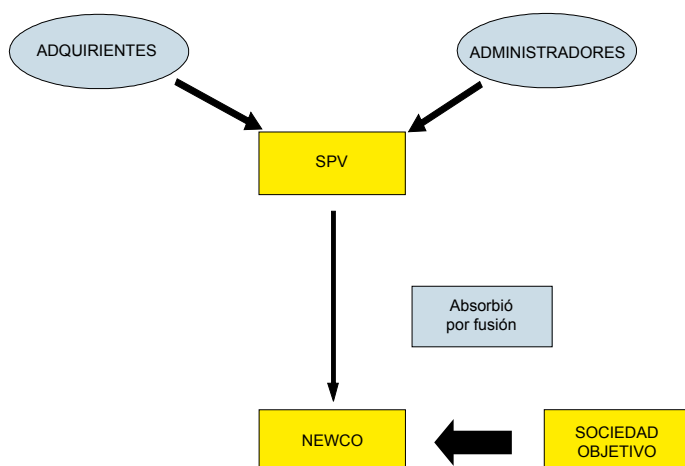 ADQUIRIENTES
ADMINISTRADORES
SPV
Absorbió
por fusión
NEWCO
SOCIEDAD
OBJETIVO